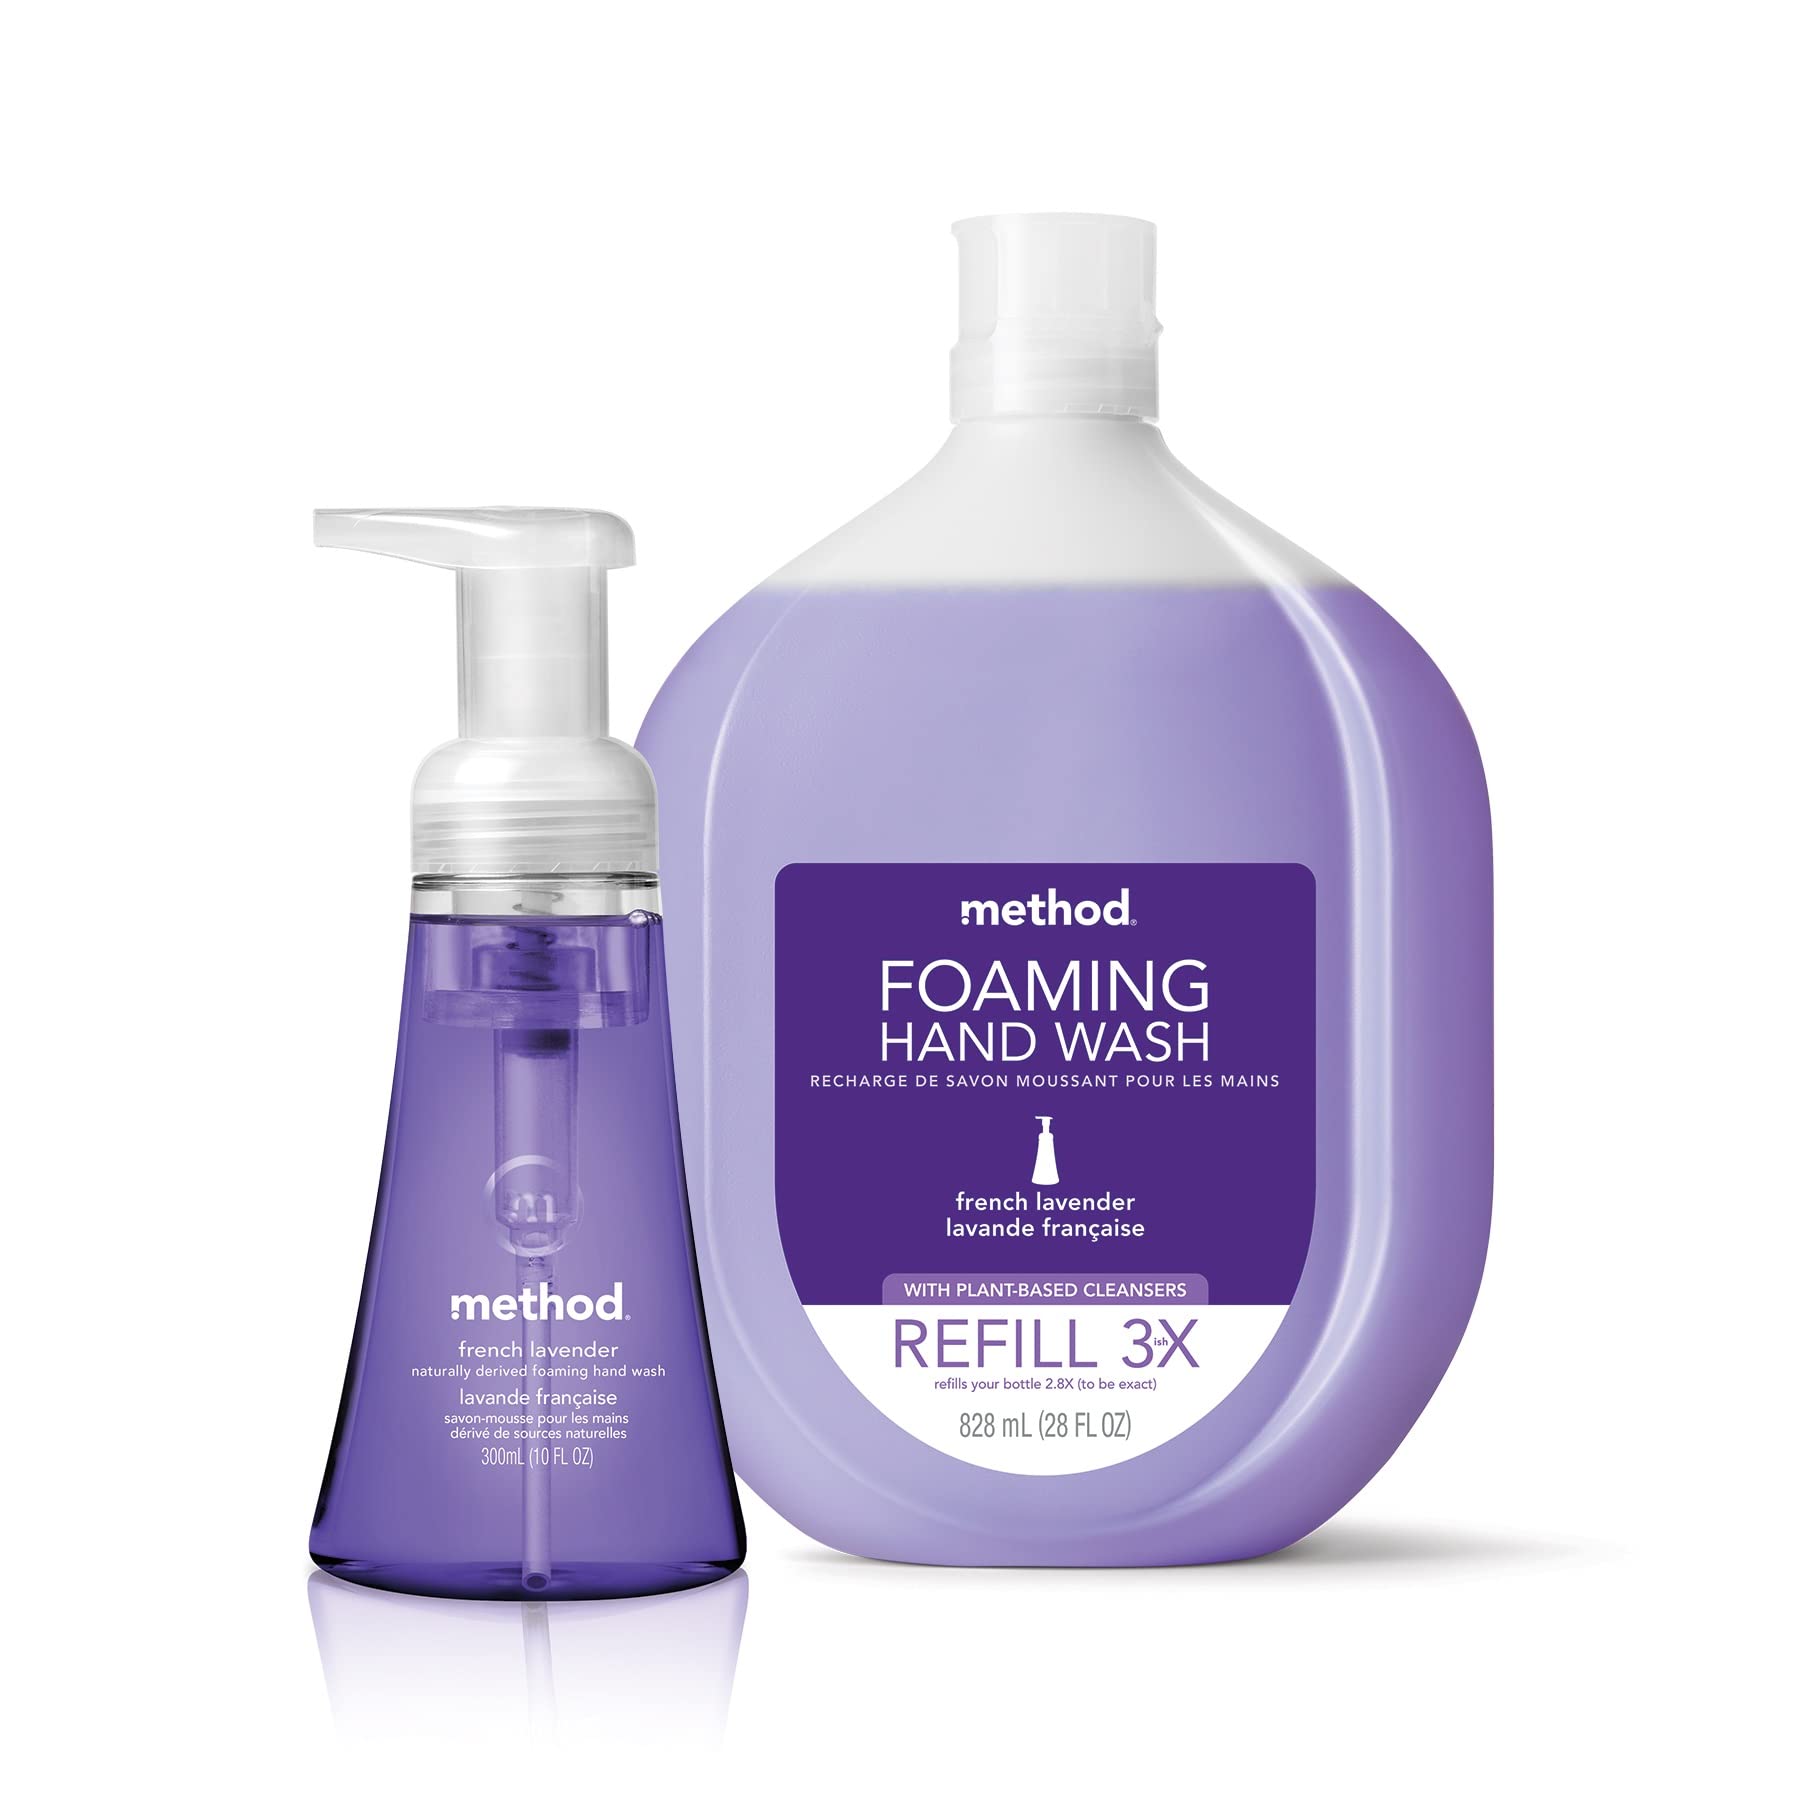 m
method®
french lavender
naturally derived foaming hand wash
lavande française
savon-mousse pour les mains
dérivé de sources naturelles
300mL (10 FL OZ)
method®
FOAMING
HAND WASH
RECHARGE DE SAVON MOUSSANT POUR LES MAINS
french lavender
lavande française
WITH PLANT-BASED CLEANSERS
REFILL 3ishX
refills your bottle 2.8X (to be exact)
828 mL (28 FL OZ)